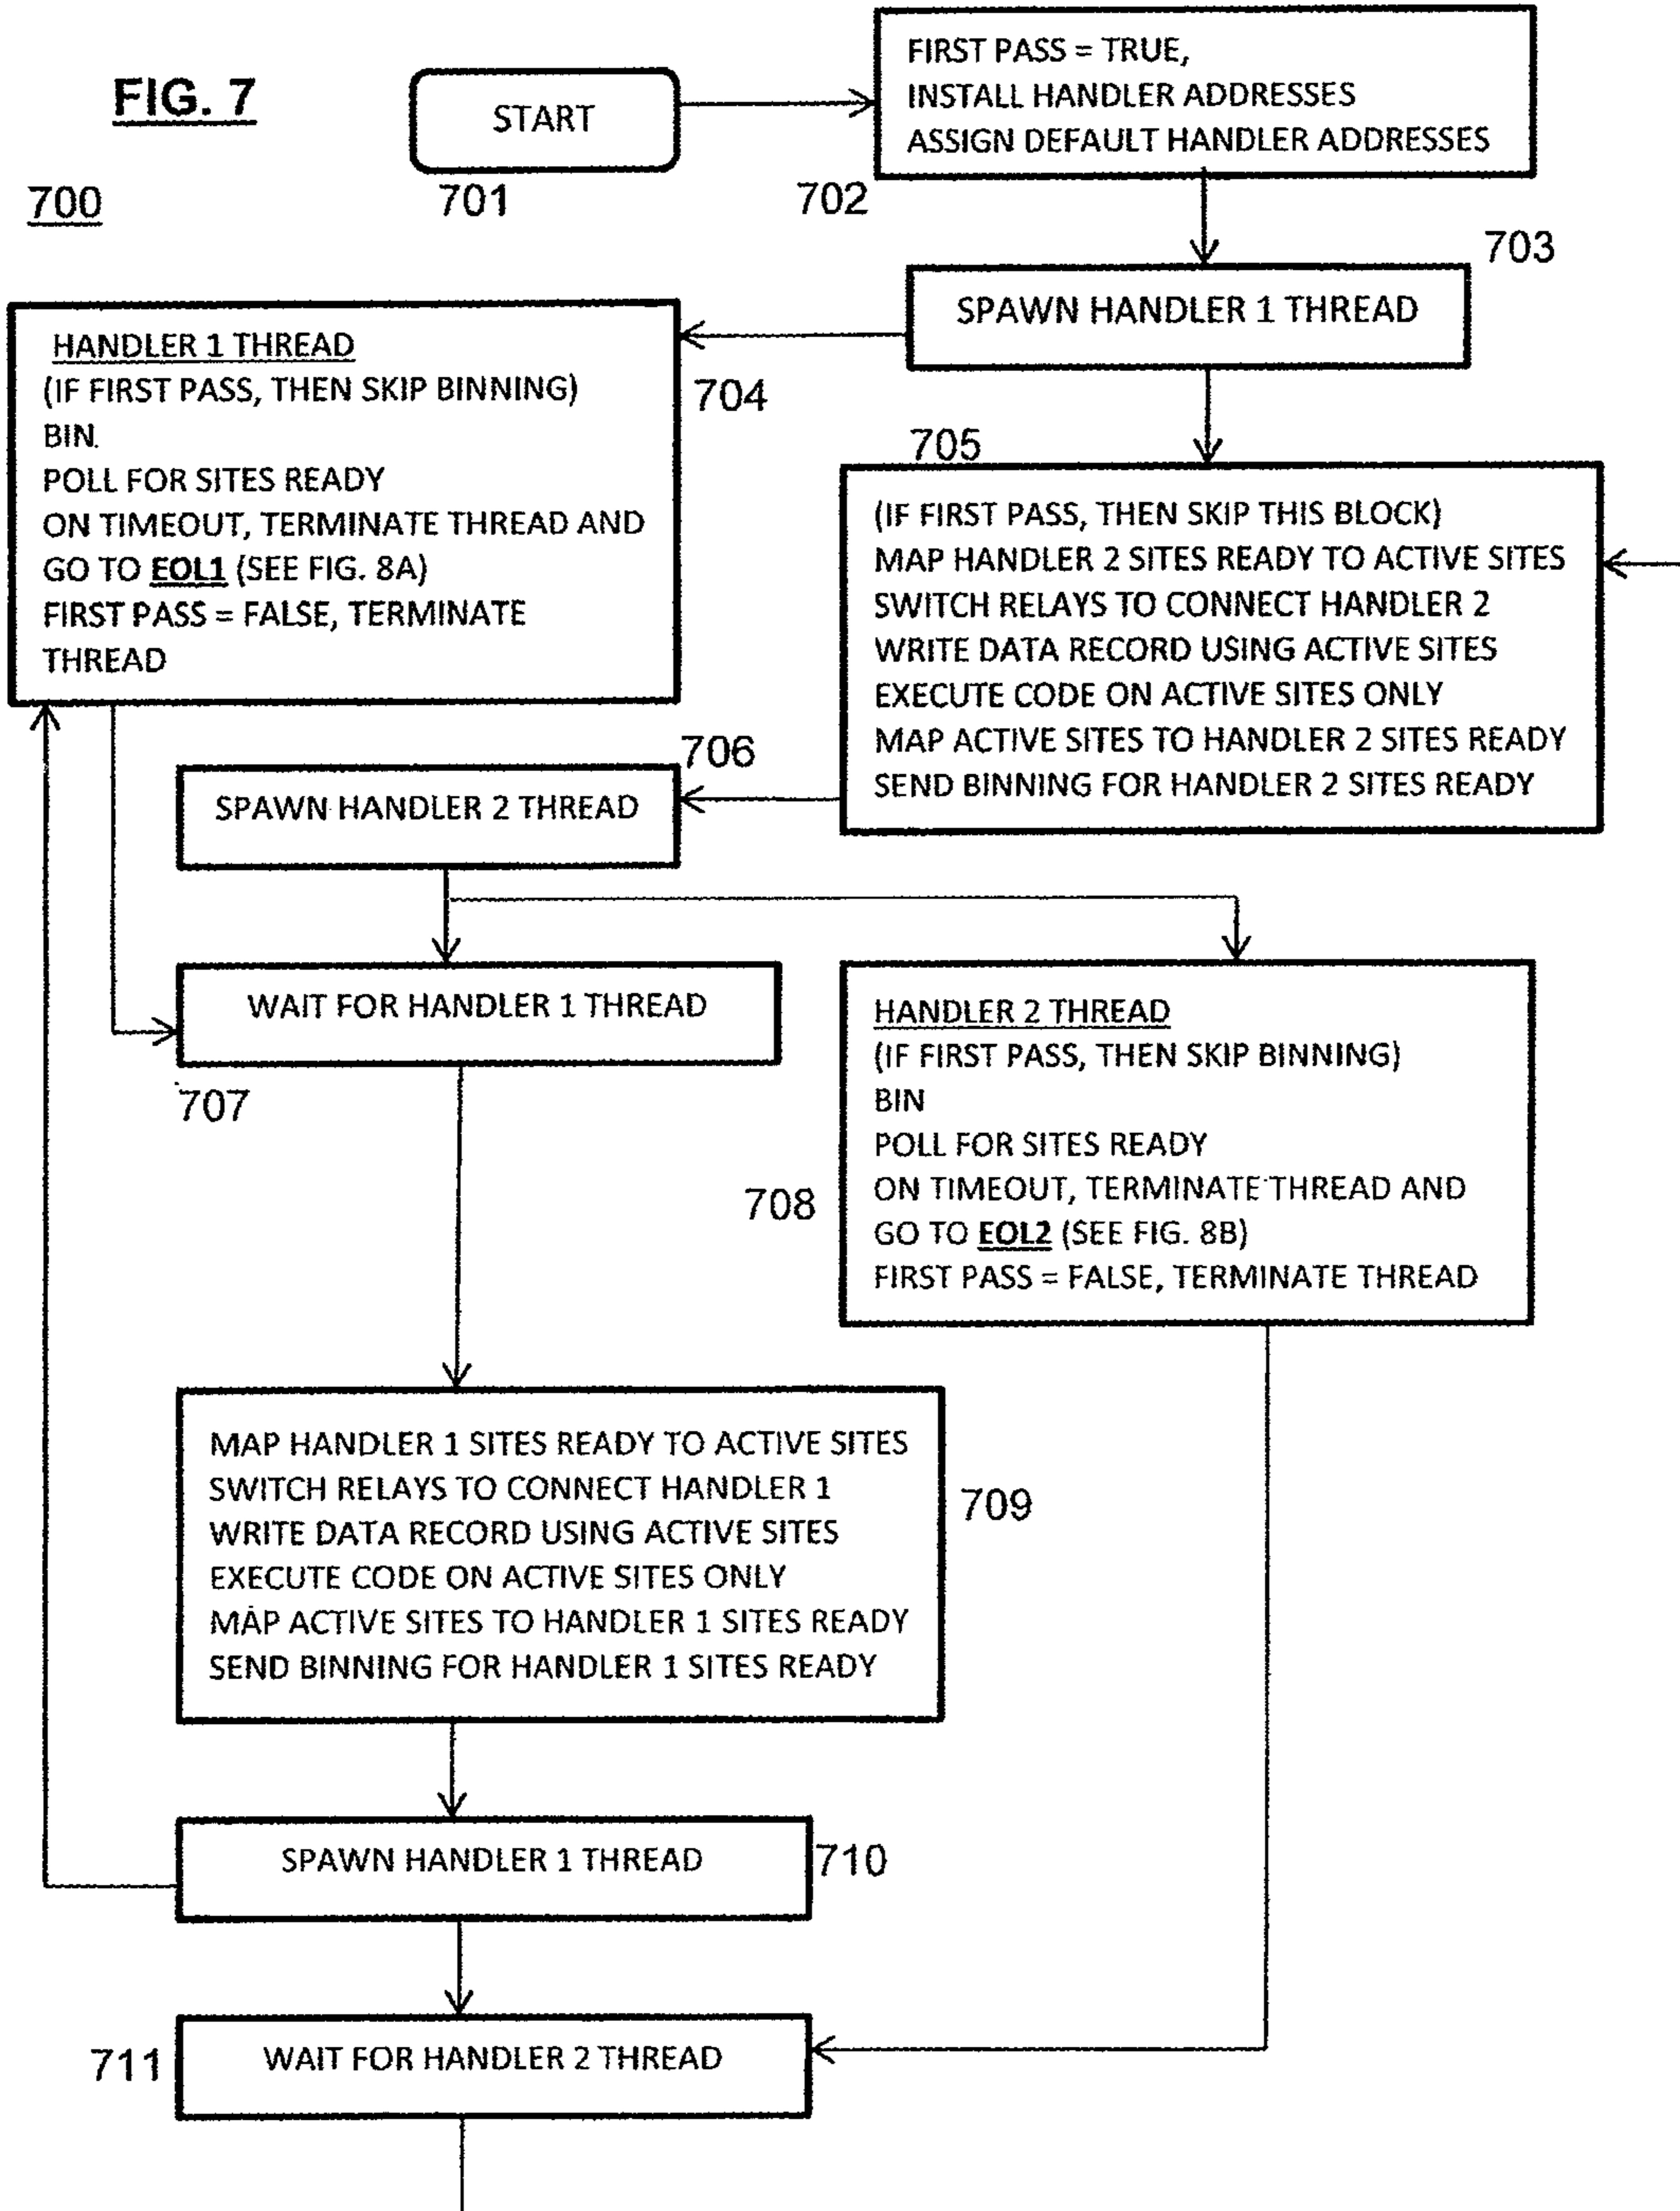 FIG. 7
700
START
701
FIRST PASS = TRUE,
INSTALL HANDLER ADDRESSES
ASSIGN DEFAULT HANDLER ADDRESSES
702
703
SPAWN HANDLER 1 THREAD
HANDLER 1 THREAD
(IF FIRST PASS, THEN SKIP BINNING)
BIN.
POLL FOR SITES READY
ON TIMEOUT, TERMINATE THREAD AND
GO TO EOL1 (SEE FIG. 8A)
FIRST PASS = FALSE, TERMINATE
THREAD
704
705
(IF FIRST PASS, THEN SKIP THIS BLOCK)
MAP HANDLER 2 SITES READY TO ACTIVE SITES
SWITCH RELAYS TO CONNECT HANDLER 2
WRITE DATA RECORD USING ACTIVE SITES
EXECUTE CODE ON ACTIVE SITES ONLY
MAP ACTIVE SITES TO HANDLER 2 SITES READY
SEND BINNING FOR HANDLER 2 SITES READY
706
SPAWN HANDLER 2 THREAD
WAIT FOR HANDLER 1 THREAD
707
HANDLER 2 THREAD
(IF FIRST PASS, THEN SKIP BINNING)
BIN
POLL FOR SITES READY
ON TIMEOUT, TERMINATE THREAD AND
GO TO EOL2 (SEE FIG. 8B)
FIRST PASS = FALSE, TERMINATE THREAD
708
MAP HANDLER 1 SITES READY TO ACTIVE SITES
SWITCH RELAYS TO CONNECT HANDLER 1
WRITE DATA RECORD USING ACTIVE SITES
EXECUTE CODE ON ACTIVE SITES ONLY
MAP ACTIVE SITES TO HANDLER 1 SITES READY
SEND BINNING FOR HANDLER 1 SITES READY
709
SPAWN HANDLER 1 THREAD
710
711
WAIT FOR HANDLER 2 THREAD